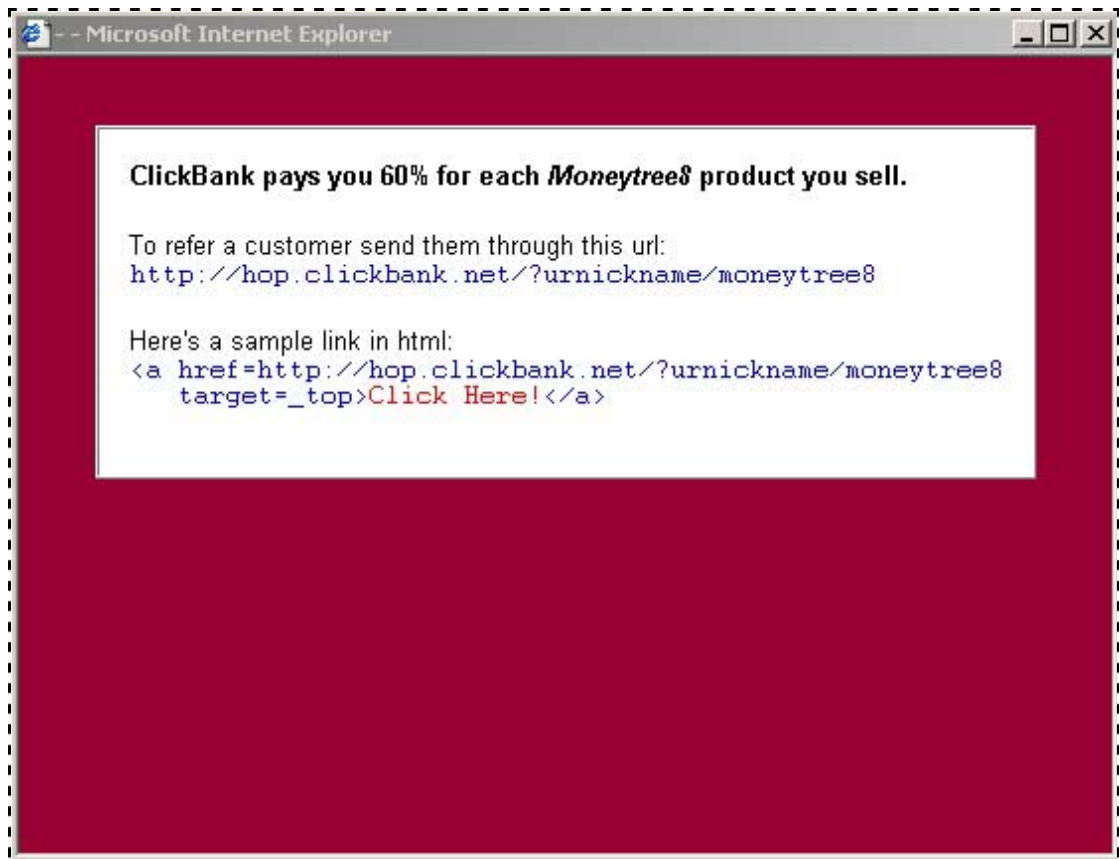 - - Microsoft Internet Explorer
ClickBank pays you 60% for each Moneytree8 product you sell.
To refer a customer send them through this url:
http://hop.clickbank.net/?urnickname/moneytree8
Here's a sample link in html:
<a href=http://hop.clickbank.net/?urnickname/moneytree8
target=_top>Click Here!</a>